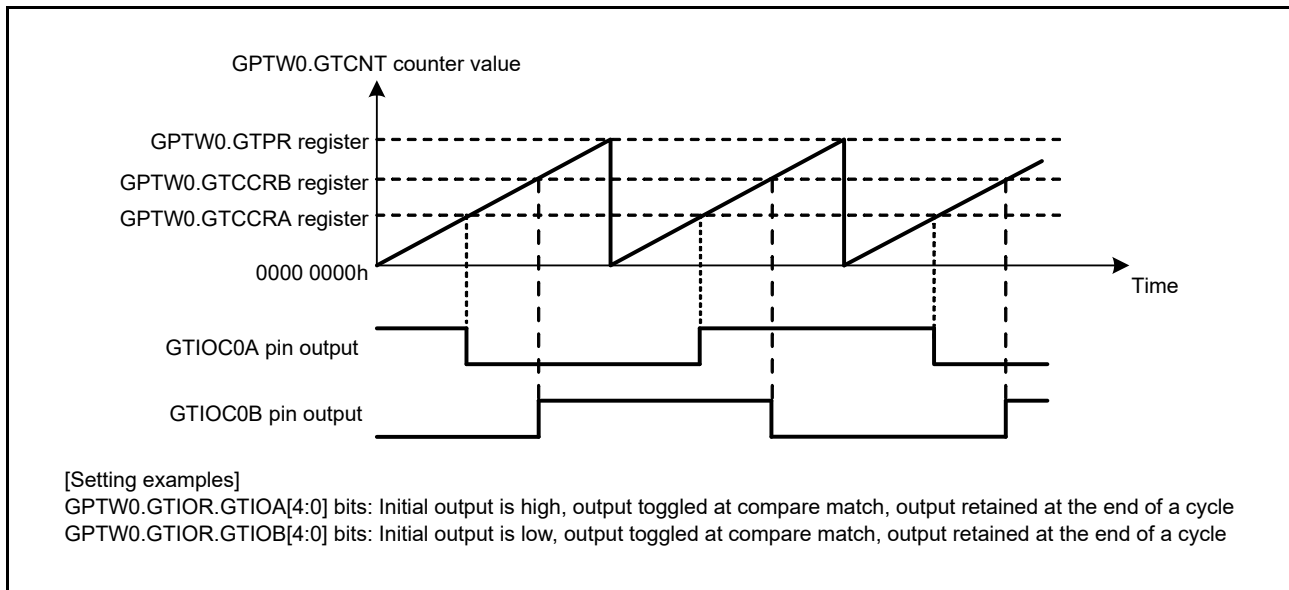 GPTW0.GTCNT counter value
GPTW0.GTPR register
GPTW0.GTCCRB register
GPTW0.GTCCRA register
0000 0000h
Time
GTIOC0A pin output
GTIOC0B pin output
[Setting examples]
GPTW0.GTIOR.GTIOA[4:0] bits: Initial output is high, output toggled at compare match, output retained at the end of a cycle
GPTW0.GTIOR.GTIOB[4:0] bits: Initial output is low, output toggled at compare match, output retained at the end of a cycle